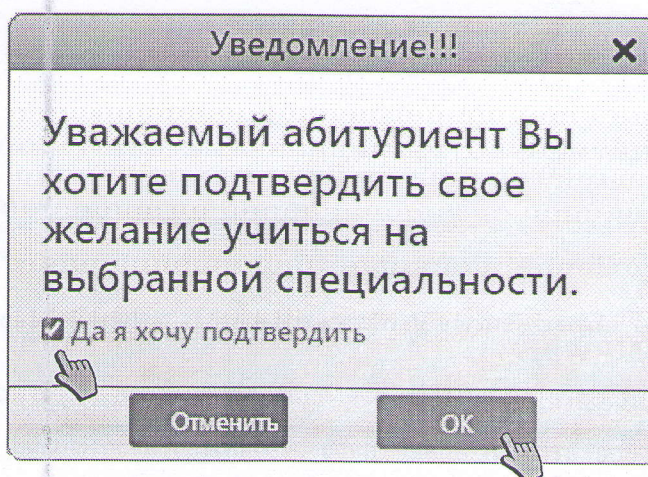 Уведомление!!!
Уважаемый абитуриент Вы
хотите подтвердить свое
желание учиться на
выбранной специальности.
Да я хочу подтвердить
Отменить OK